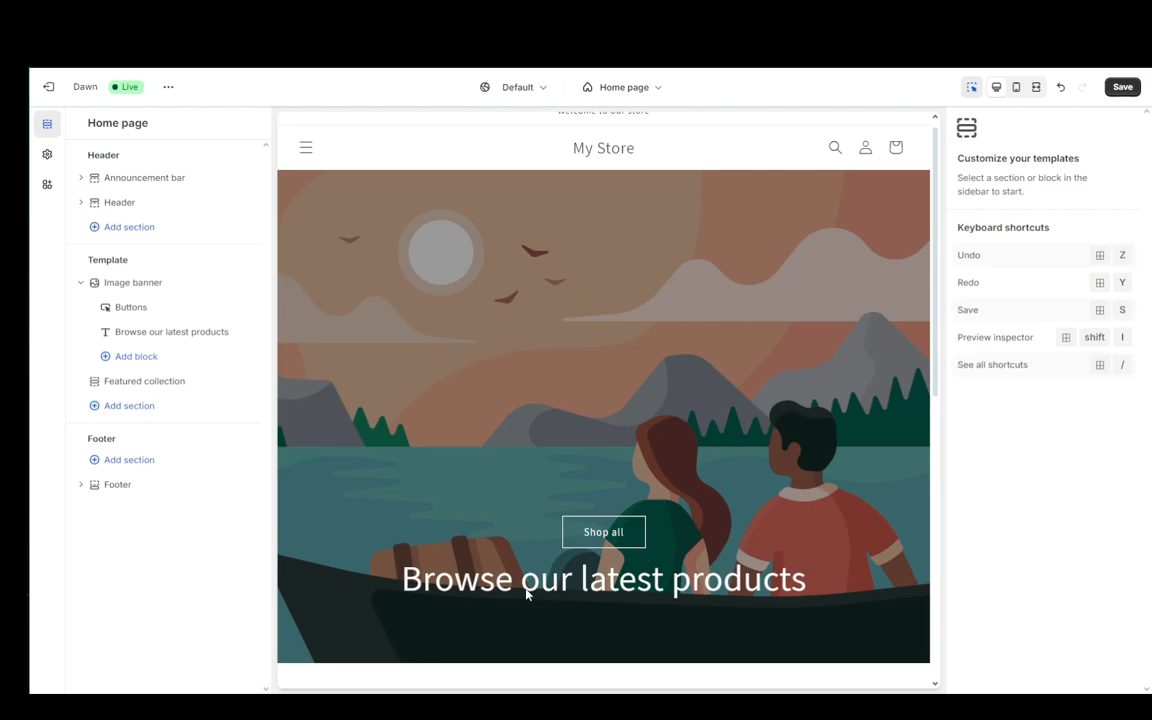 Dawn
Live
Default
Home page
Save
Home page
Header
Announcement bar
Header
Add section
Template
Image banner
Buttons
Browse our latest products
Add block
Featured collection
Add section
Footer
Add section
Footer
Welcome to our store
My Store
Shop all
Browse our latest products
Customize your templates
Select a section or block in the
sidebar to start.
Keyboard shortcuts
Undo Z
Redo Y
Save S
Preview inspector shift I
See all shortcuts /